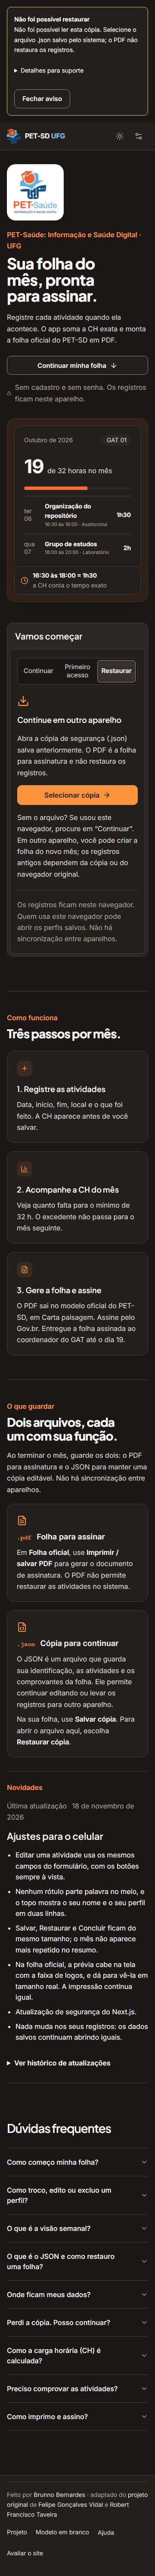 Não foi possível restaurar
Não foi possível ler esta cópia. Selecione o
arquivo .json salvo pelo sistema; o PDF não
restaura os registros.
Detalhes para suporte
Fechar aviso
PET-SD UFG
PET-Saúde
INFORMAÇÃO E SAÚDE DIGITAL | UFG
PET-Saúde: Informação e Saúde Digital ·
UFG
Sua folha do
mês, pronta
para assinar.
Registre cada atividade quando ela
acontece. O app soma a CH exata e monta
a folha oficial do PET-SD em PDF.
Continuar minha folha
Sem cadastro e sem senha. Os registros
ficam neste aparelho.
Outubro de 2026
GAT 01
19 de 32 horas no mês
ter
06
Organização do
repositório
16:30 às 18:00 · Assíncrona
1h30
qua
07
Grupo de estudos
18:00 às 20:00 · Laboratório
2h
16:30 às 18:00 = 1h30
a CH conta o tempo exato
Vamos começar
Continuar
Primeiro
acesso
Restaurar
Continue em outro aparelho
Abra a cópia de segurança (.json)
salva anteriormente. O PDF é a folha
para assinatura e não restaura os
registros.
Selecionar cópia
Sem o arquivo? Se usou este
navegador, procure em “Continuar”.
Em outro aparelho, você pode criar a
folha do novo mês; os registros
antigos dependem da cópia ou do
navegador original.
Os registros ficam neste navegador.
Quem usa este navegador pode
abrir os perfis salvos. Não há
sincronização entre aparelhos.
Como funciona
Três passos por mês.
1. Registre as atividades
Data, início, fim, local e o que foi
feito. A CH aparece antes de você
salvar.
2. Acompanhe a CH do mês
Veja quanto falta para o mínimo de
32 h. O excedente não passa para o
mês seguinte.
3. Gere a folha e assine
O PDF sai no modelo oficial do PET-
SD, em Carta paisagem. Assine pelo
Gov.br. Entregue a folha assinada ao
coordenador do GAT até o dia 19.
O que guardar
Dois arquivos, cada
um com sua função.
Ao terminar o mês, guarde os dois: o PDF
para assinatura e o JSON para manter uma
cópia editável. Não há sincronização entre
aparelhos.
.pdf Folha para assinar
Em Folha oficial, use Imprimir /
salvar PDF para gerar o documento
de assinatura. O PDF não permite
restaurar as atividades no sistema.
.json Cópia para continuar
O JSON é um arquivo que guarda
sua identificação, as atividades e os
comprovantes da folha. Ele permite
continuar editando ou levar os
registros para outro aparelho.
Na sua folha, use Salvar cópia. Para
abrir o arquivo aqui, escolha
Restaurar cópia.
Novidades
Última atualização 18 de novembro de
2026
Ajustes para o celular
Editar uma atividade usa os mesmos
campos do formulário, com os botões
sempre à vista.
Nenhum rótulo parte palavra no meio, e
o topo mostra o seu nome e o seu perfil
em duas linhas.
Salvar, Restaurar e Concluir ficam do
mesmo tamanho; o mês não aparece
mais repetido no resumo.
Na folha oficial, a prévia cabe na tela
com a faixa de logos, e dá para vê-la em
tamanho real. A impressão continua
igual.
Atualização de segurança do Next.js.
Nada muda nos seus registros: os dados
salvos continuam abrindo iguais.
Ver histórico de atualizações
Dúvidas frequentes
Como começo minha folha?
Como troco, edito ou excluo um
perfil?
O que é a visão semanal?
O que é o JSON e como restauro
uma folha?
Onde ficam meus dados?
Perdi a cópia. Posso continuar?
Como a carga horária (CH) é
calculada?
Preciso comprovar as atividades?
Como imprimo e assino?
Feito por Brunno Bernardes · adaptado do projeto
original de Felipe Gonçalves Vidal e Robert
Francisco Taveira
Projeto
Modelo em branco
Ajuda
Avaliar o site